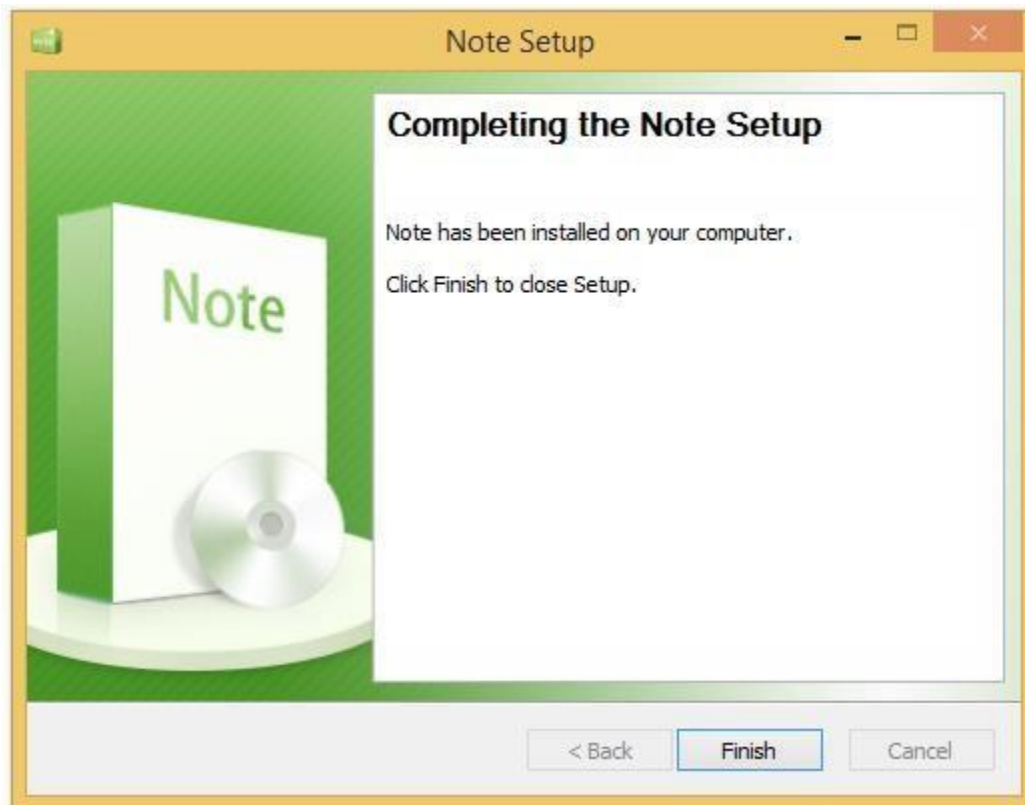 Note Setup
Completing the Note Setup
Note has been installed on your computer.
Click Finish to close Setup.
Note
< Back
Finish
Cancel